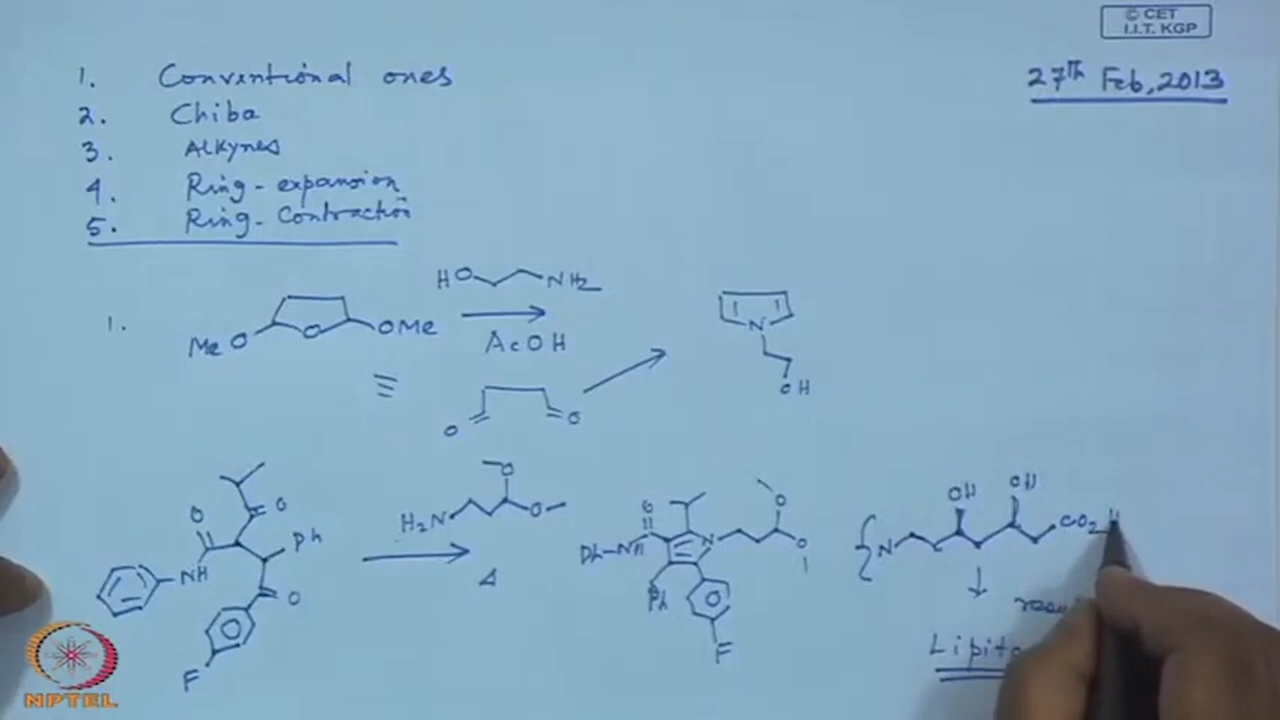 © CET
I.I.T. KGP
27TH Feb, 2013
1. Conventional ones
2. Chiba
3. Alkynes
4. Ring-expansion
5. Ring-Contraction
1.
MeO O OMe
HO NH2
AcOH
N
OH
≡
O O
O O
NH
Ph
O
F
H2N O O
Δ
O
Ph-NH
N
O
O
Ph
O
F
N OH OH CO2H
Lipito
NPTEL